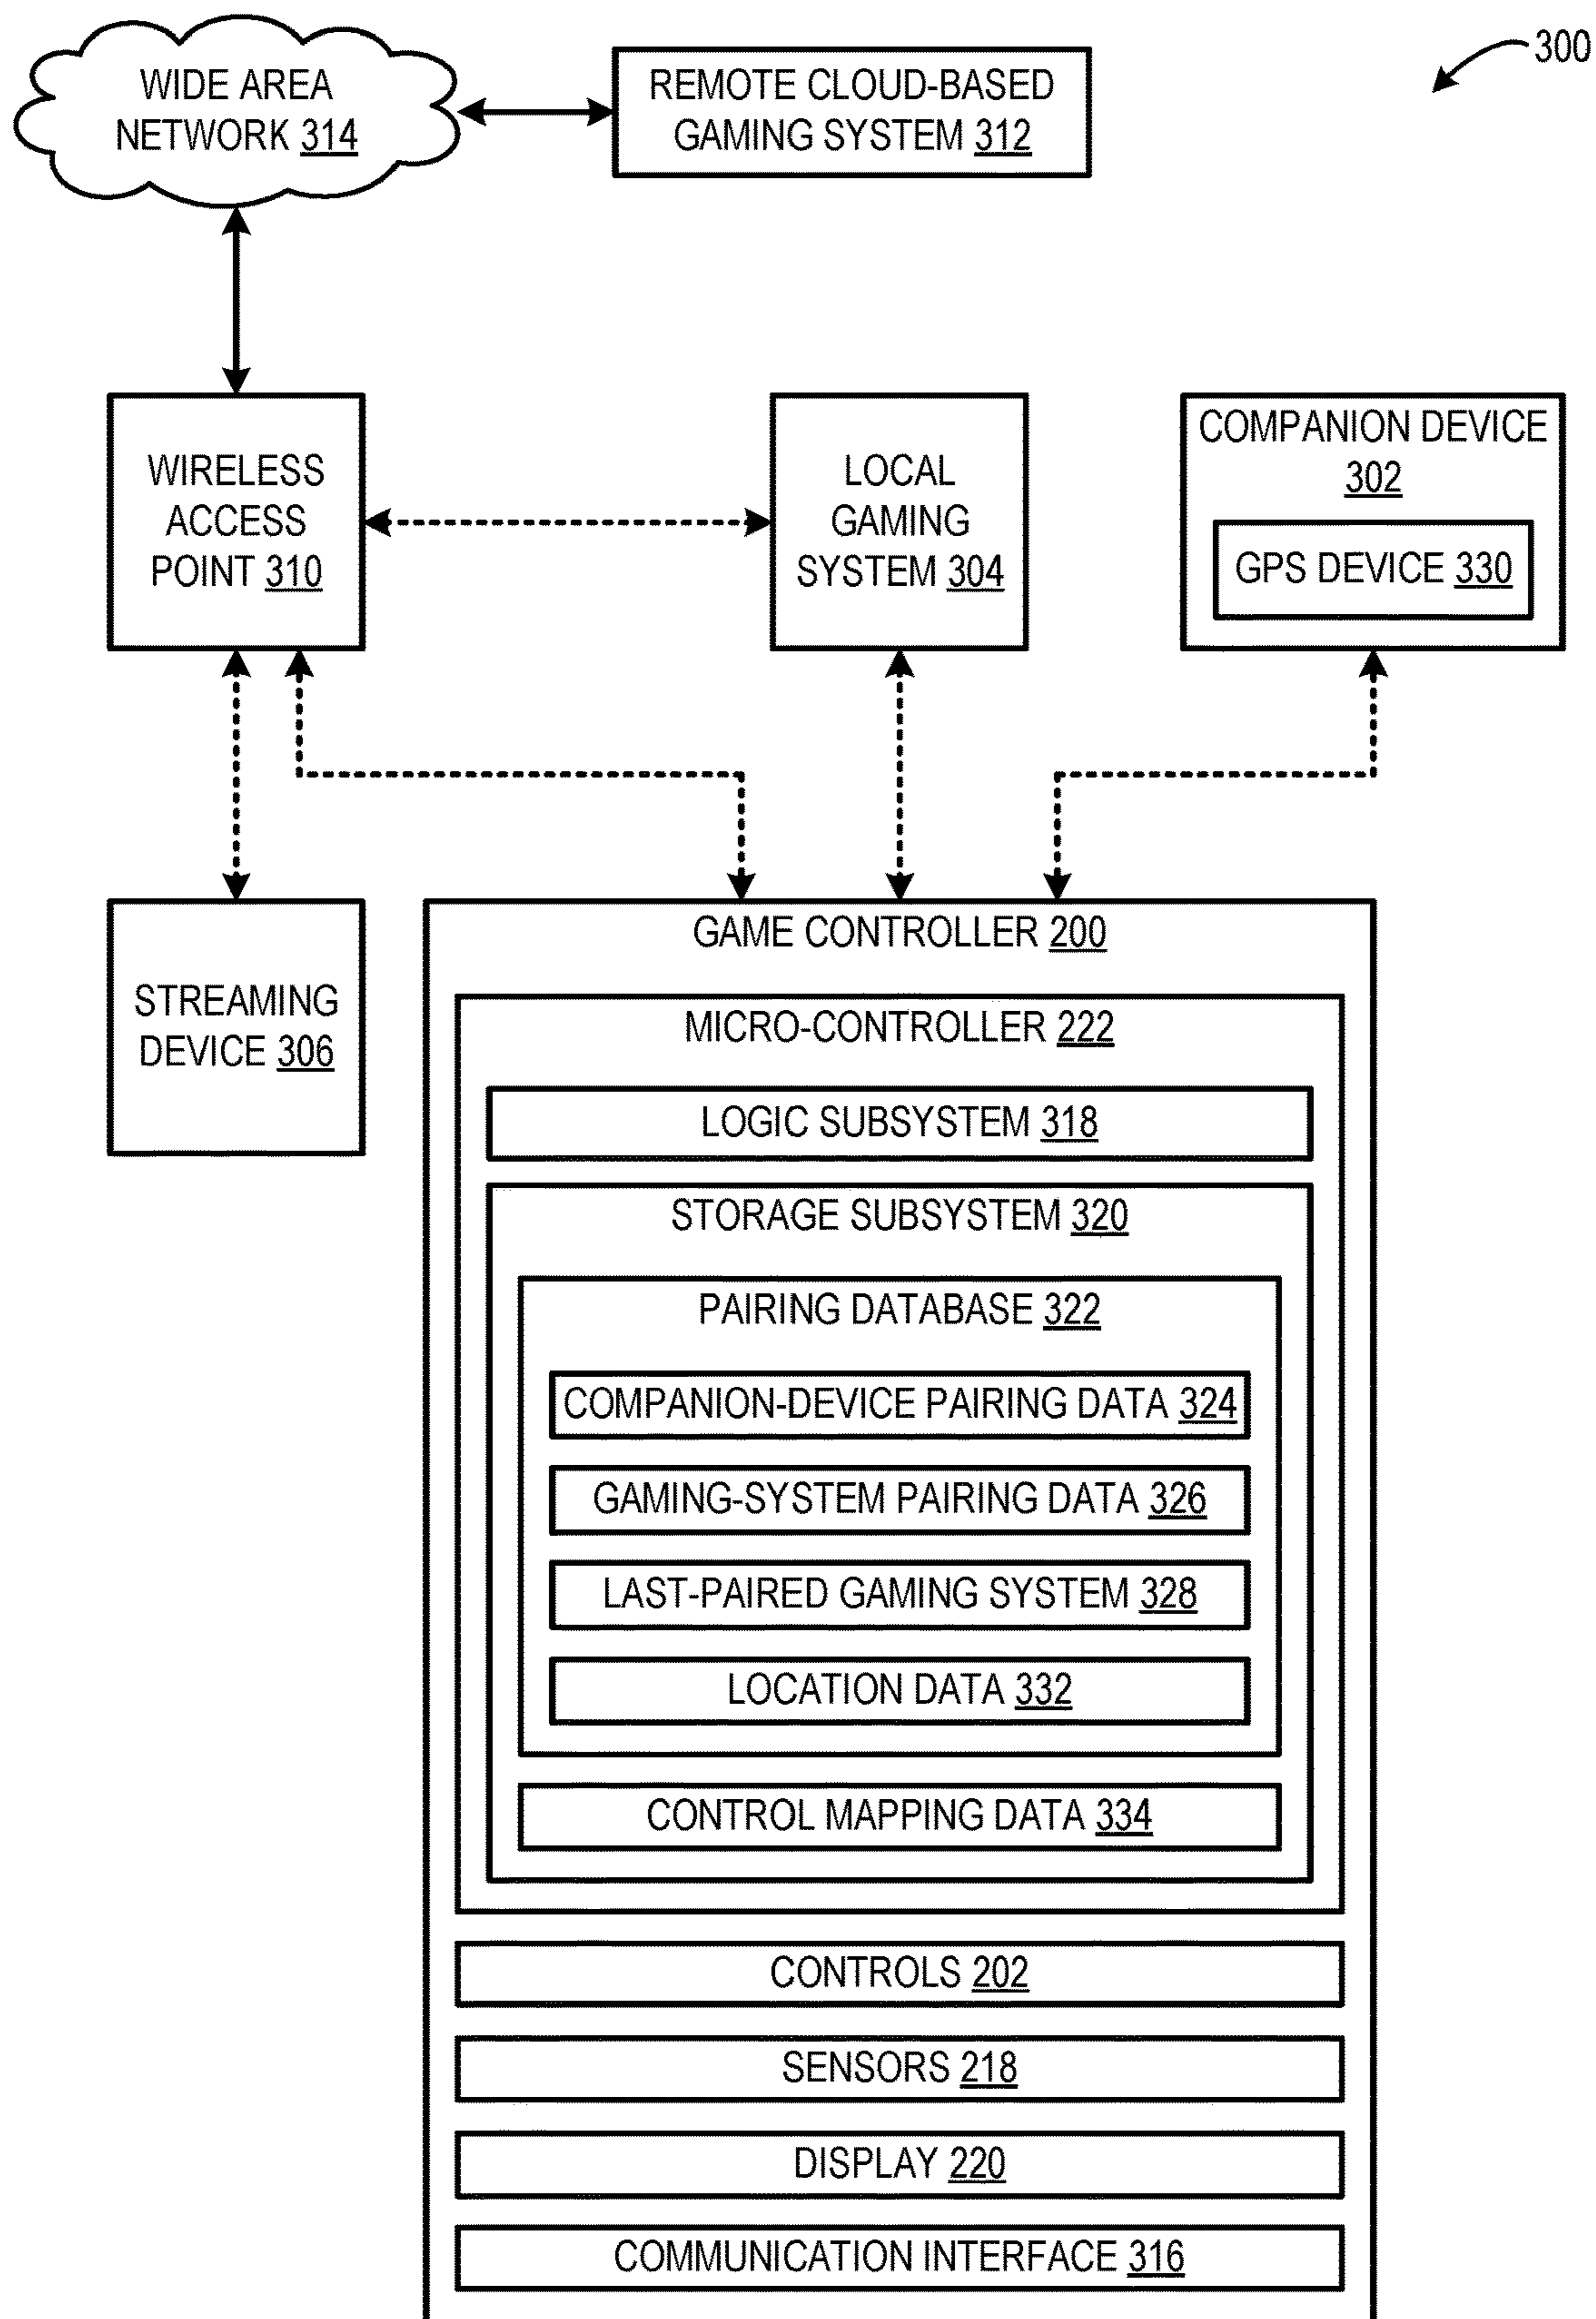 300
WIDE AREA
NETWORK 314
REMOTE CLOUD-BASED
GAMING SYSTEM 312
WIRELESS
ACCESS
POINT 310
LOCAL
GAMING
SYSTEM 304
COMPANION DEVICE
302
GPS DEVICE 330
STREAMING
DEVICE 306
GAME CONTROLLER 200
MICRO-CONTROLLER 222
LOGIC SUBSYSTEM 318
STORAGE SUBSYSTEM 320
PAIRING DATABASE 322
COMPANION-DEVICE PAIRING DATA 324
GAMING-SYSTEM PAIRING DATA 326
LAST-PAIRED GAMING SYSTEM 328
LOCATION DATA 332
CONTROL MAPPING DATA 334
CONTROLS 202
SENSORS 218
DISPLAY 220
COMMUNICATION INTERFACE 316